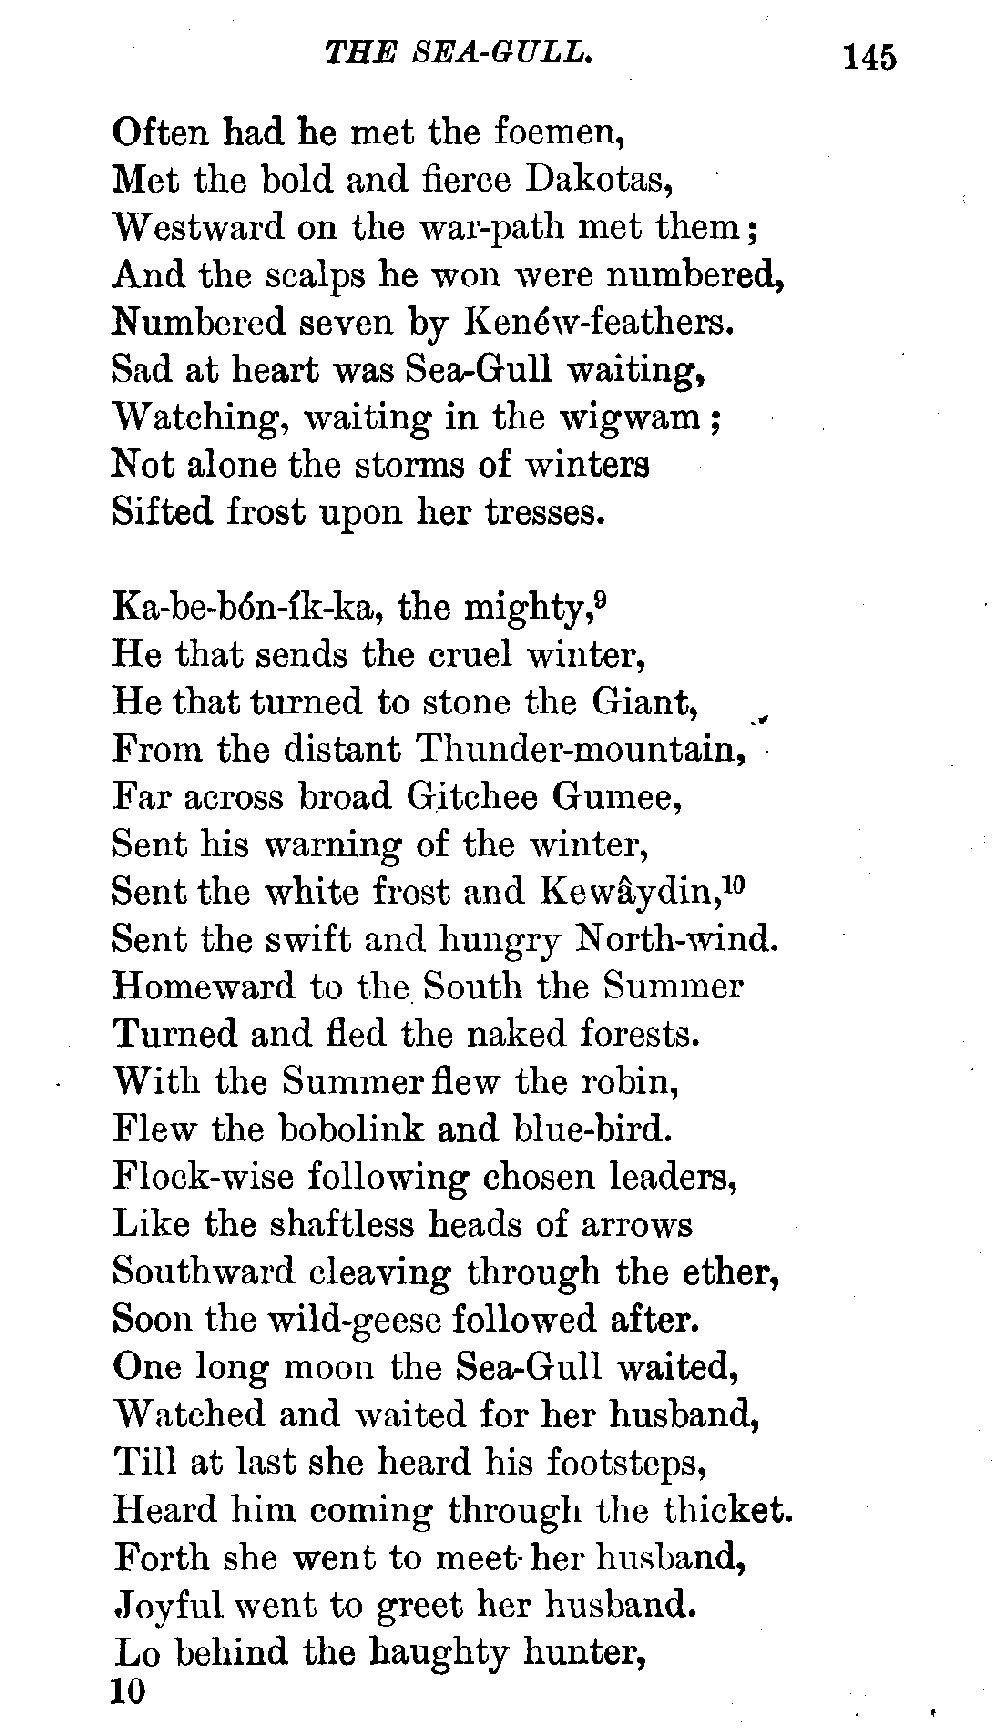 THE SEA-GULL. 145
Often had he met the foemen,
Met the bold and fierce Dakotas,
Westward on the war-path met them;
And the scalps he won were numbered,
Numbered seven by Kenéw-feathers.
Sad at heart was Sea-Gull waiting,
Watching, waiting in the wigwam;
Not alone the storms of winters
Sifted frost upon her tresses.
Ka-be-bón-ík-ka, the mighty,⁹
He that sends the cruel winter,
He that turned to stone the Giant,
From the distant Thunder-mountain,
Far across broad Gitchee Gumee,
Sent his warning of the winter,
Sent the white frost and Kewâydin,¹⁰
Sent the swift and hungry North-wind.
Homeward to the South the Summer
Turned and fled the naked forests.
With the Summer flew the robin,
Flew the bobolink and blue-bird.
Flock-wise following chosen leaders,
Like the shaftless heads of arrows
Southward cleaving through the ether,
Soon the wild-geese followed after.
One long moon the Sea-Gull waited,
Watched and waited for her husband,
Till at last she heard his footsteps,
Heard him coming through the thicket.
Forth she went to meet her husband,
Joyful went to greet her husband.
Lo behind the haughty hunter,
10